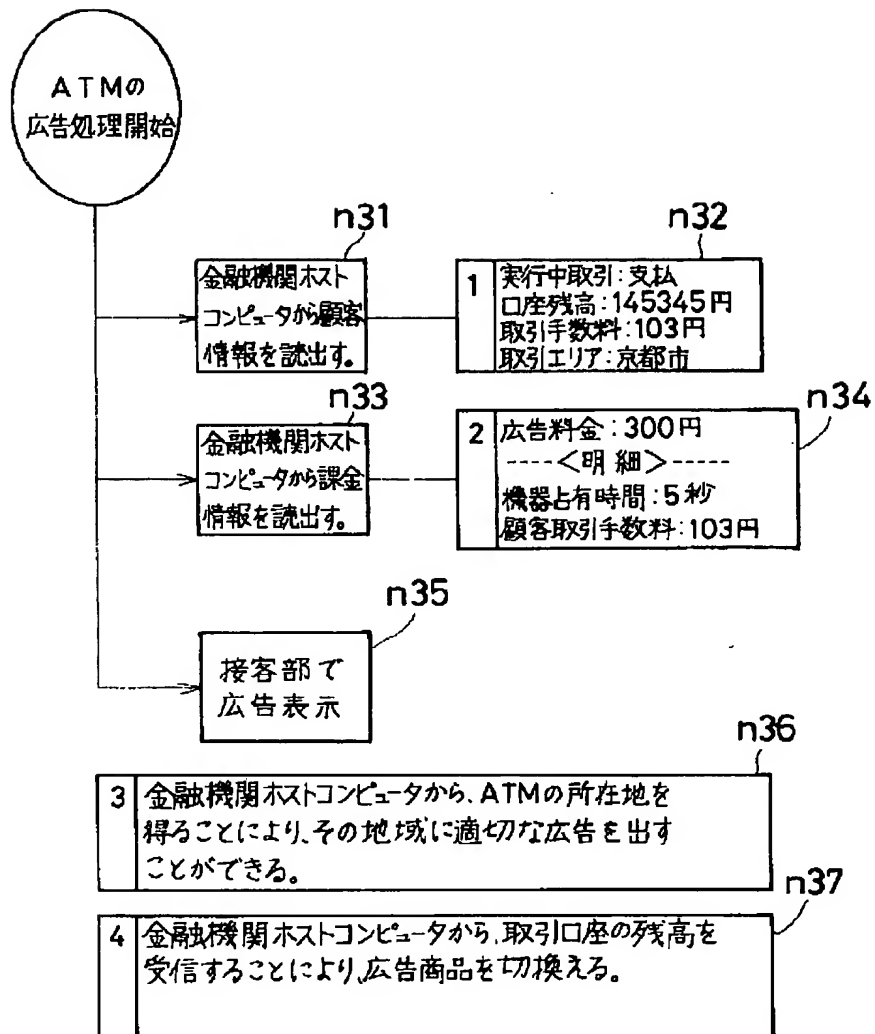 ATMの
広告処理開始
n31
金融機関ホスト
コンピュータから顧客
情報を読出す。
n32
1
実行中取引:支払
口座残高:145345円
取引手数料:103円
取引エリア:京都市
n33
金融機関ホスト
コンピュータから課金
情報を読出す。
n34
2
広告料金:300円
----<明細>-----
機器占有時間:5秒
顧客取引手数料:103円
n35
接客部で
広告表示
n36
3
金融機関ホストコンピュータから、ATMの所在地を
得ることにより、その地域に適切な広告を出す
ことができる。
n37
4
金融機関ホストコンピュータから、取引口座の残高を
受信することにより、広告商品を切換える。